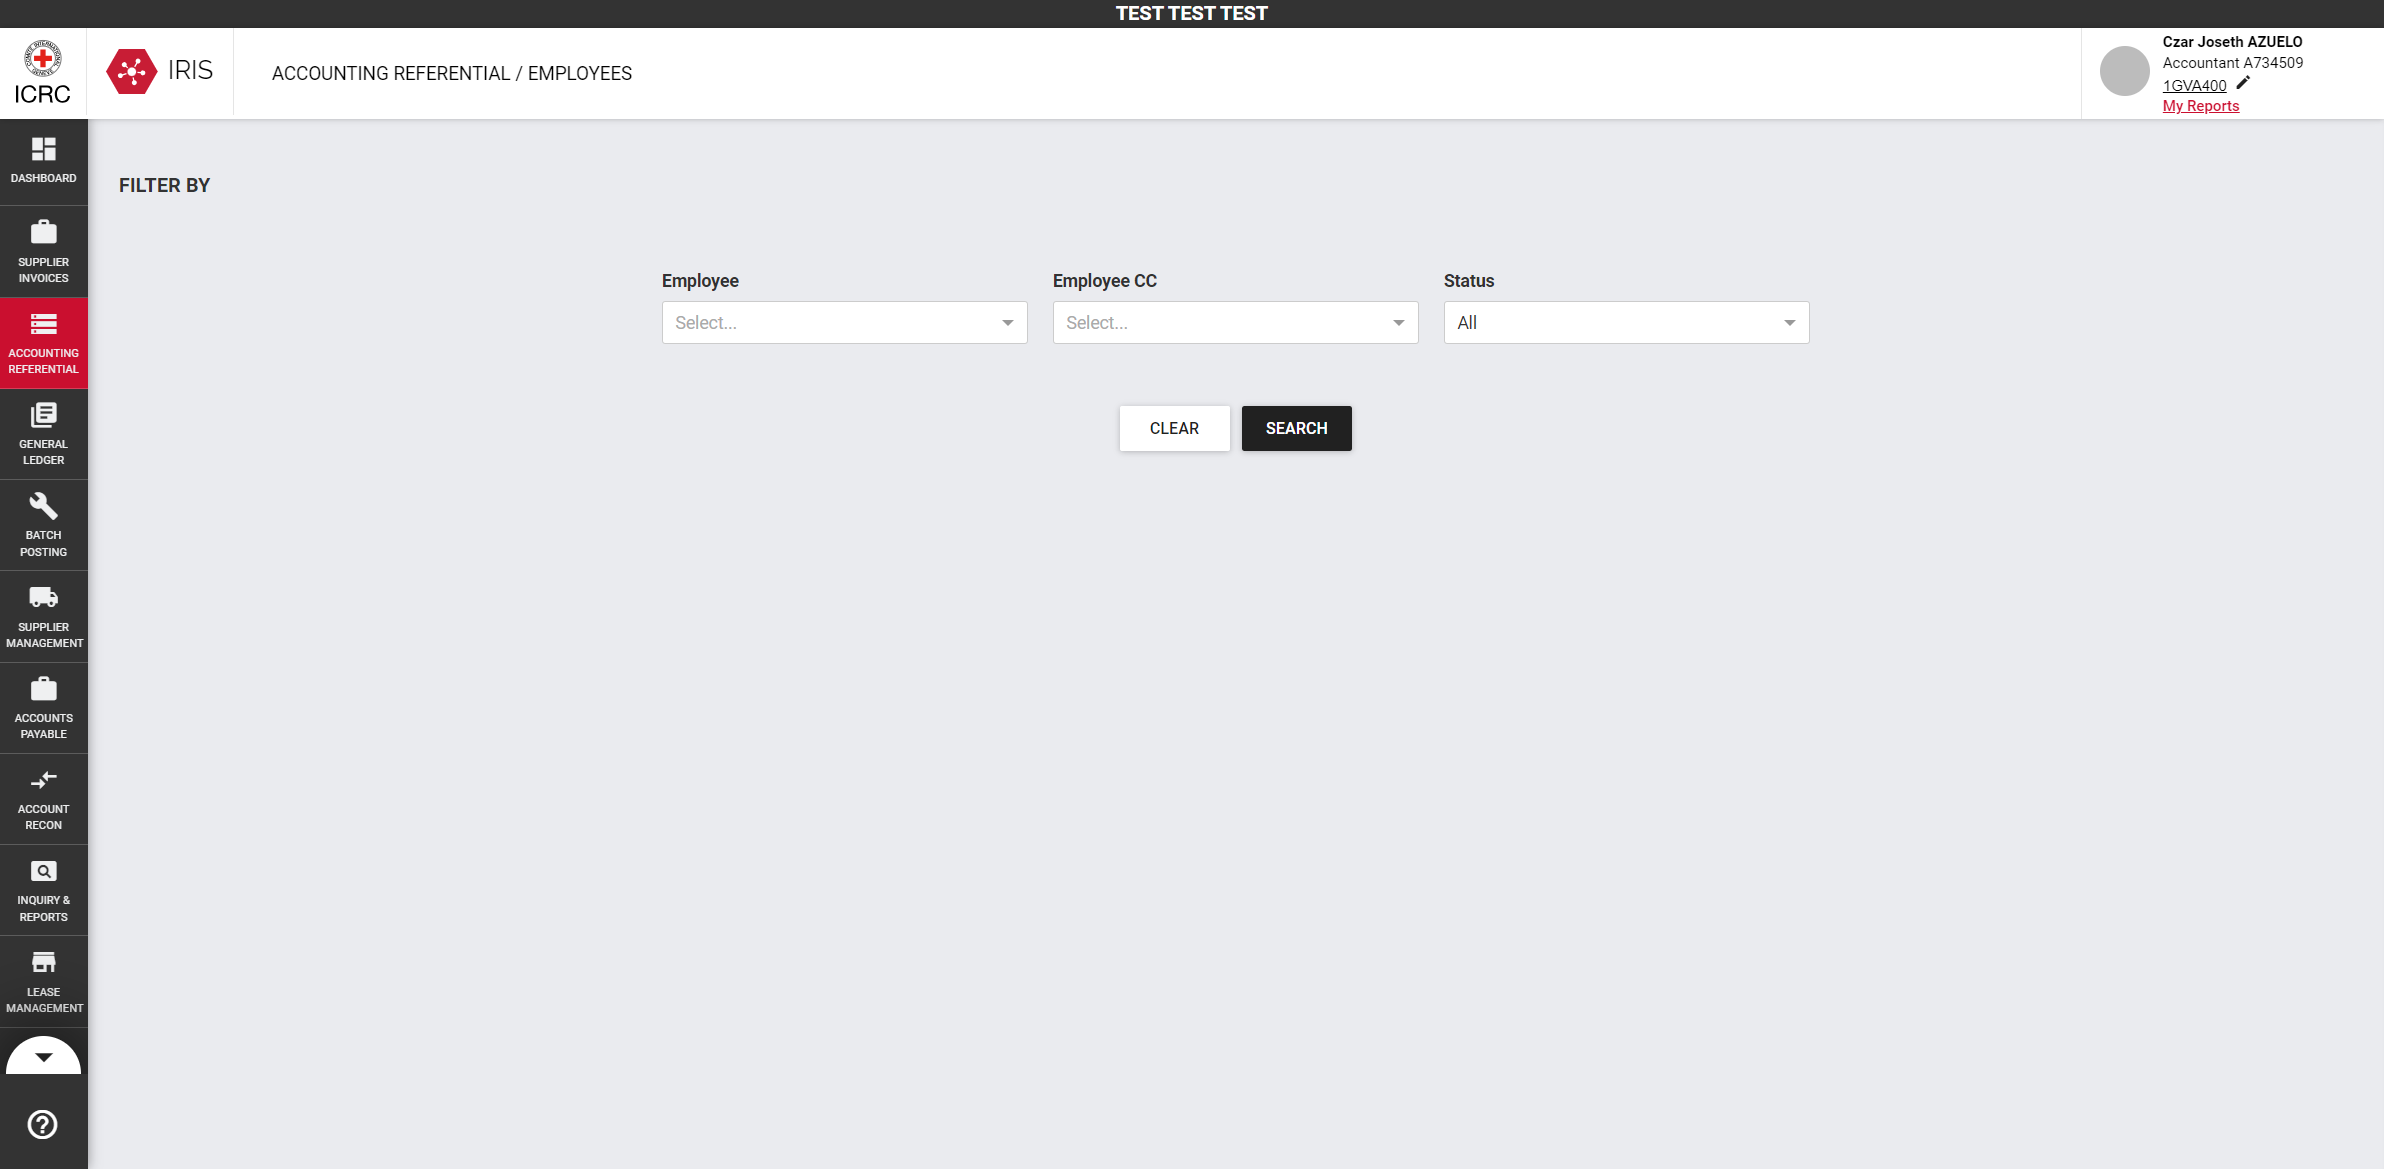 TEST TEST TEST
ICRC
IRIS
ACCOUNTING REFERENTIAL / EMPLOYEES
Czar Joseth AZUELO
Accountant A734509
1GVA400
My Reports
DASHBOARD
SUPPLIER
INVOICES
ACCOUNTING
REFERENTIAL
GENERAL
LEDGER
BATCH
POSTING
SUPPLIER
MANAGEMENT
ACCOUNTS
PAYABLE
ACCOUNT
RECON
INQUIRY &
REPORTS
LEASE
MANAGEMENT
FILTER BY
Employee
Select...
Employee CC
Select...
Status
All
CLEAR
SEARCH